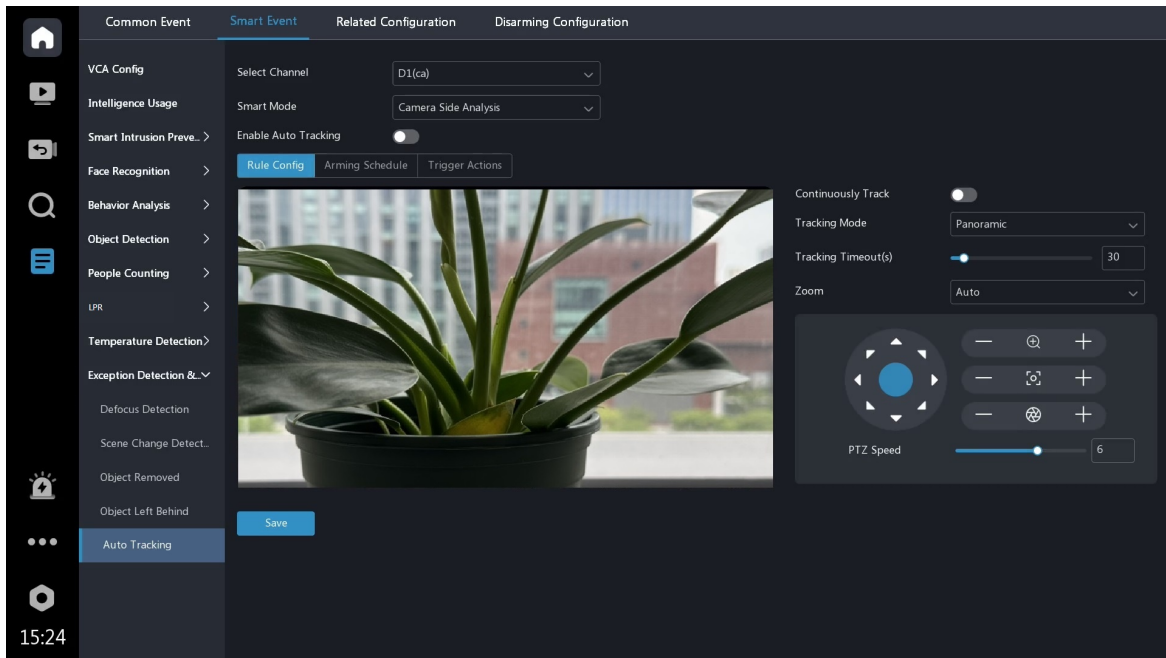 Common Event
Smart Event
Related Configuration
Disarming Configuration
VCA Config
Intelligence Usage
Smart Intrusion Preve..
Face Recognition
Behavior Analysis
Object Detection
People Counting
LPR
Temperature Detection
Exception Detection &..
Defocus Detection
Scene Change Detect..
Object Removed
Object Left Behind
Auto Tracking
15:24
Select Channel
D1(ca)
Smart Mode
Camera Side Analysis
Enable Auto Tracking
Rule Config
Arming Schedule
Trigger Actions
Continuously Track
Tracking Mode
Panoramic
Tracking Timeout(s)
30
Zoom
Auto
PTZ Speed
6
Save